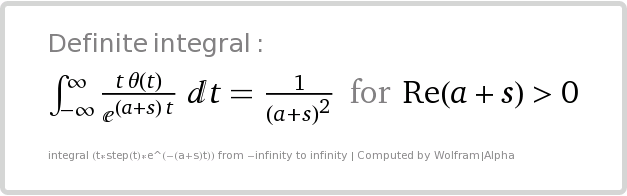 Definite integral :
∫_{−∞}^{∞} t θ(t) / e^{(a+s) t} dt = 1 / (a+s)^2 for Re(a + s) > 0
integral (t∗step(t)∗e^(−(a+s)t)) from −infinity to infinity | Computed by Wolfram|Alpha